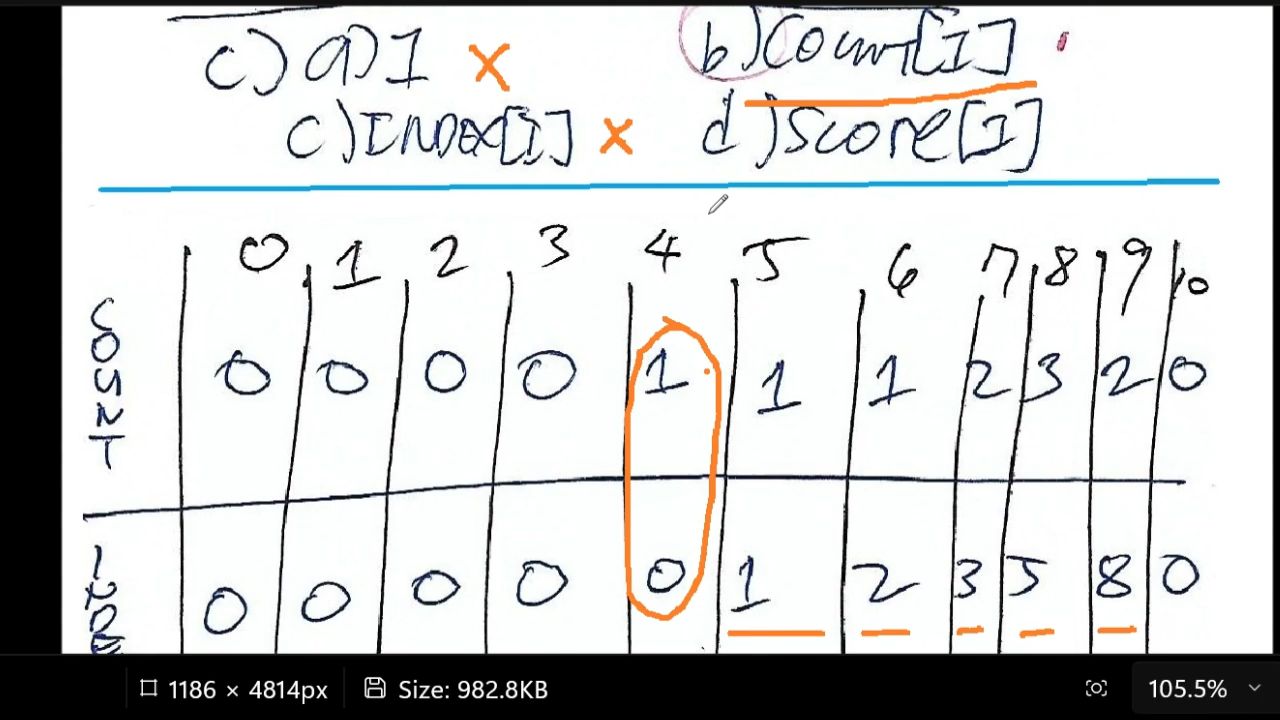 c) a) I × b) Count[I]
c) INDEX[I] × d) Score[I]
0 1 2 3 4 5 6 7 8 9 10
COUNT 0 0 0 0 1 1 1 2 3 2 0
0 0 0 0 0 1 2 3 5 8 0
1186 × 4814px Size: 982.8KB 105.5%